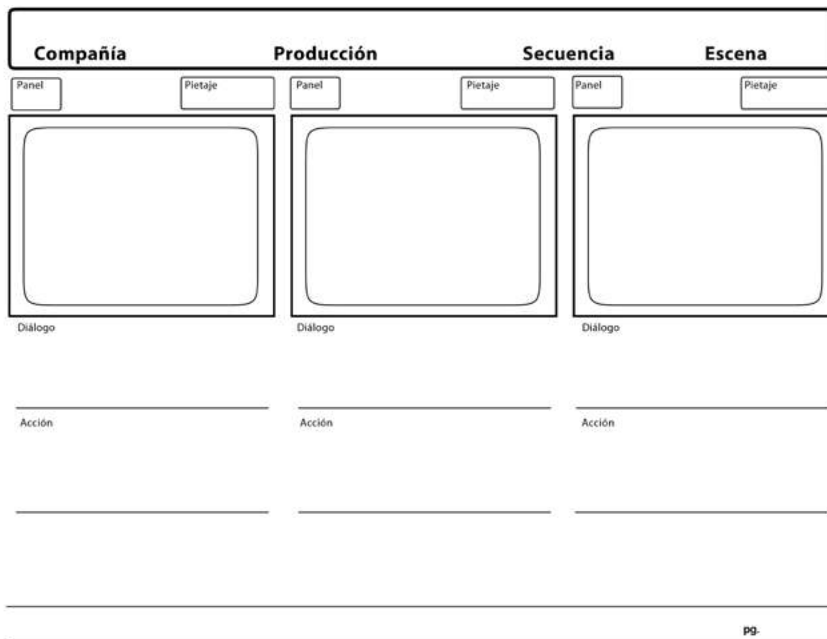 Compañía Producción Secuencia Escena
Panel Pietaje Panel Pietaje Panel Pietaje
Diálogo Diálogo Diálogo
Acción Acción Acción
pg.